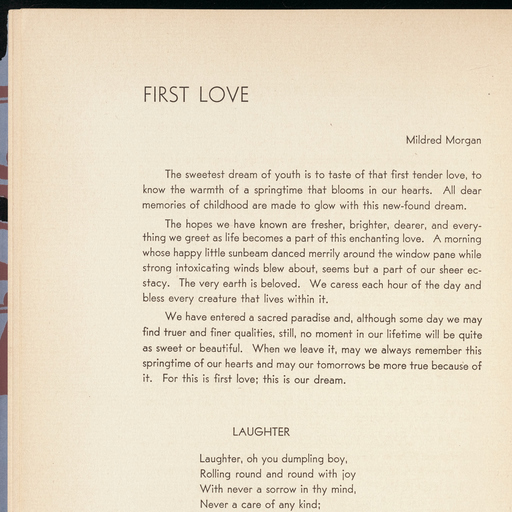 FIRST LOVE
Mildred Morgan
The sweetest dream of youth is to taste of that first tender love, to
know the warmth of a springtime that blooms in our hearts. All dear
memories of childhood are made to glow with this new-found dream.
The hopes we have known are fresher, brighter, dearer, and every-
thing we greet as life becomes a part of this enchanting love. A morning
whose happy little sunbeam danced merrily around the window pane while
strong intoxicating winds blew about, seems but a part of our sheer ec-
stacy. The very earth is beloved. We caress each hour of the day and
bless every creature that lives within it.
We have entered a sacred paradise and, although some day we may
find truer and finer qualities, still, no moment in our lifetime will be quite
as sweet or beautiful. When we leave it, may we always remember this
springtime of our hearts and may our tomorrows be more true because of
it. For this is first love; this is our dream.
LAUGHTER
Laughter, oh you dumpling boy,
Rolling round and round with joy
With never a sorrow in thy mind,
Never a care of any kind;